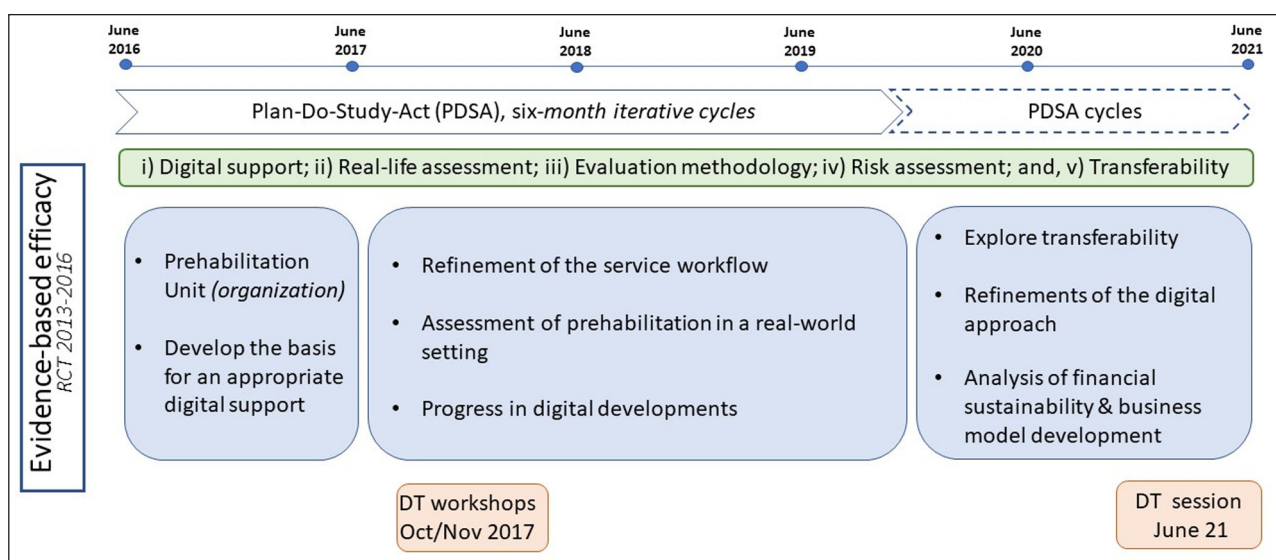 June
2016
June
2017
June
2018
June
2019
June
2020
June
2021
Plan-Do-Study-Act (PDSA), six-month iterative cycles
PDSA cycles
i) Digital support; ii) Real-life assessment; iii) Evaluation methodology; iv) Risk assessment; and, v) Transferability
Evidence-based efficacy
RCT 2013-2016
• Prehabilitation
Unit (organization)
• Develop the basis
for an appropriate
digital support
• Refinement of the service workflow
• Assessment of prehabilitation in a real-world
setting
• Progress in digital developments
• Explore transferability
• Refinements of the digital
approach
• Analysis of financial
sustainability & business
model development
DT workshops
Oct/Nov 2017
DT session
June 21